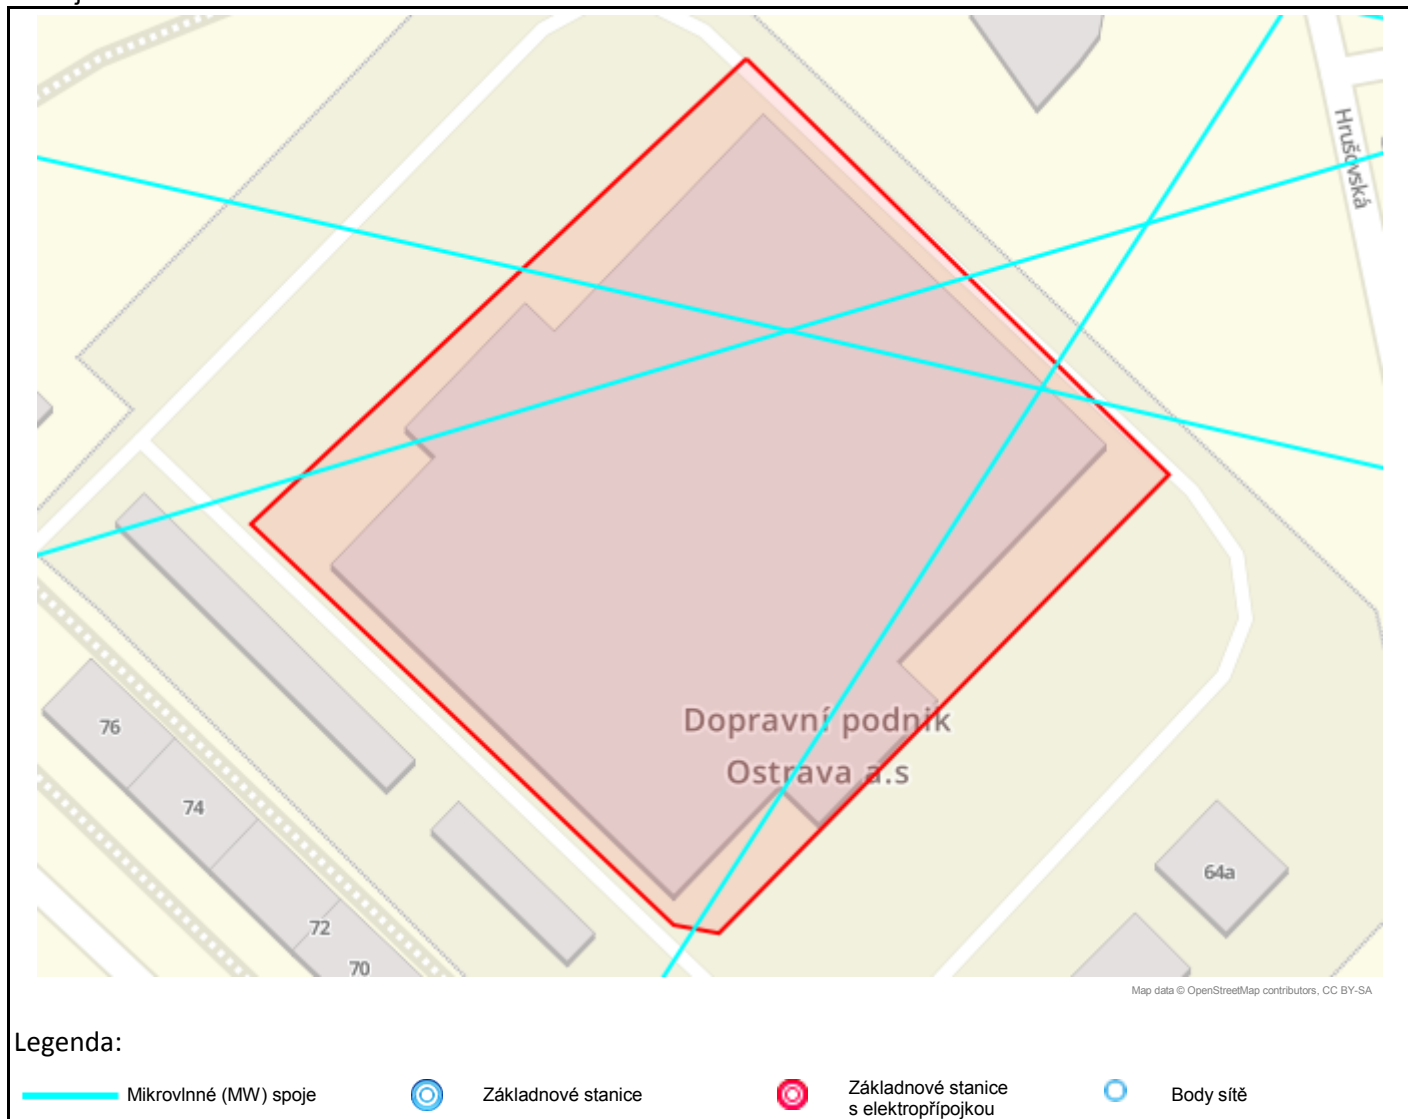 Hrušovská
Dopravní podnik
Ostrava a.s
76
74
72
70
64a
Map data © OpenStreetMap contributors, CC BY-SA
Legenda:
Mikrovlnné (MW) spoje
Základnové stanice
Základnové stanice
s elektropřípojkou
Body sítě